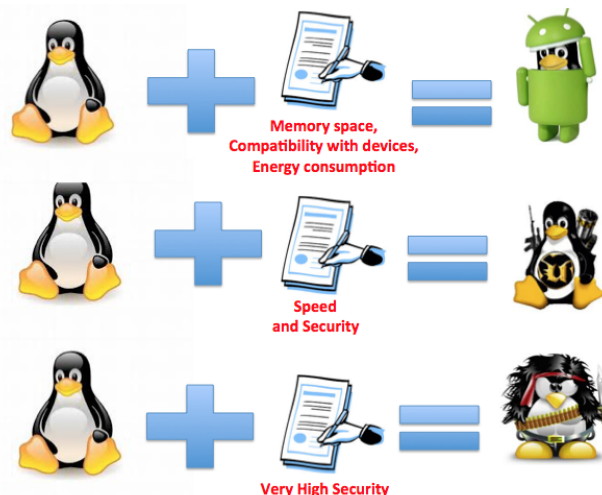 Memory space,
Compatibility with devices,
Energy consumption
Speed
and Security
Very High Security